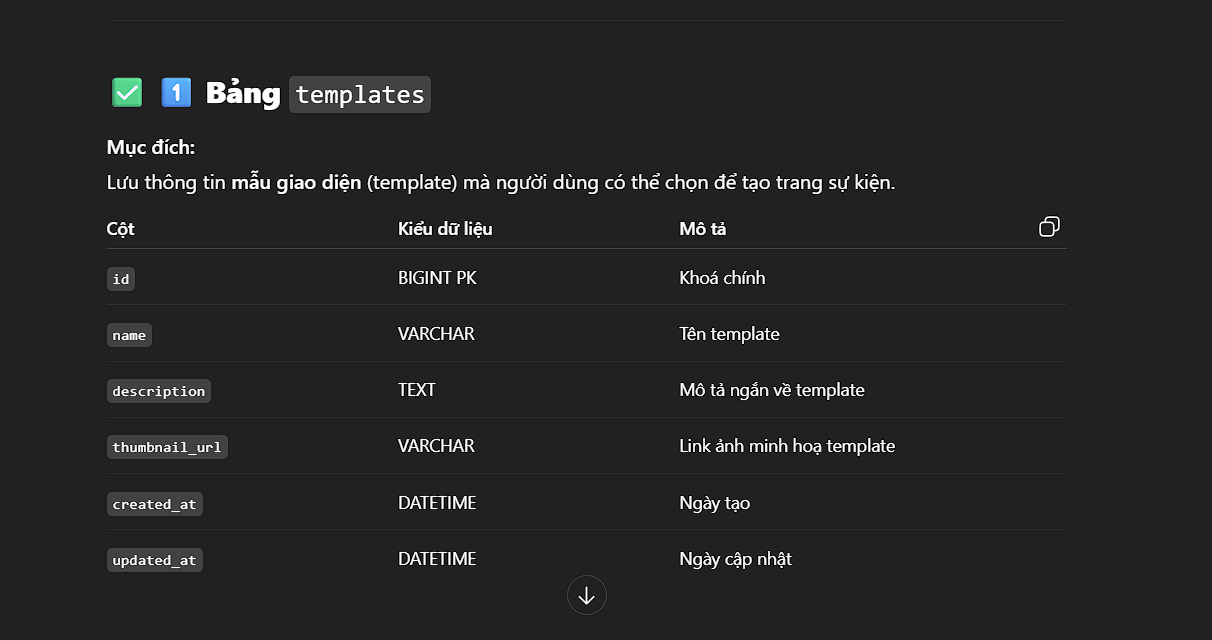 ✅ 1️⃣ Bảng templates
Mục đích:
Lưu thông tin mẫu giao diện (template) mà người dùng có thể chọn để tạo trang sự kiện.
Cột Kiểu dữ liệu Mô tả
id BIGINT PK Khoá chính
name VARCHAR Tên template
description TEXT Mô tả ngắn về template
thumbnail_url VARCHAR Link ảnh minh hoạ template
created_at DATETIME Ngày tạo
updated_at DATETIME Ngày cập nhật